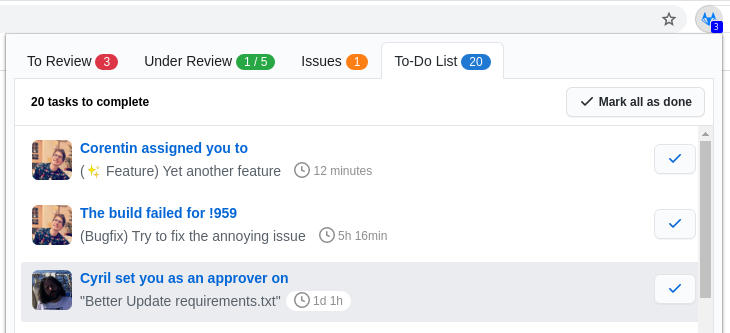 3
To Review 3 Under Review 1 / 5 Issues 1 To-Do List 20
20 tasks to complete Mark all as done
Corentin assigned you to
(✨ Feature) Yet another feature 12 minutes
The build failed for !959
(Bugfix) Try to fix the annoying issue 5h 16min
Cyril set you as an approver on
"Better Update requirements.txt" 1d 1h